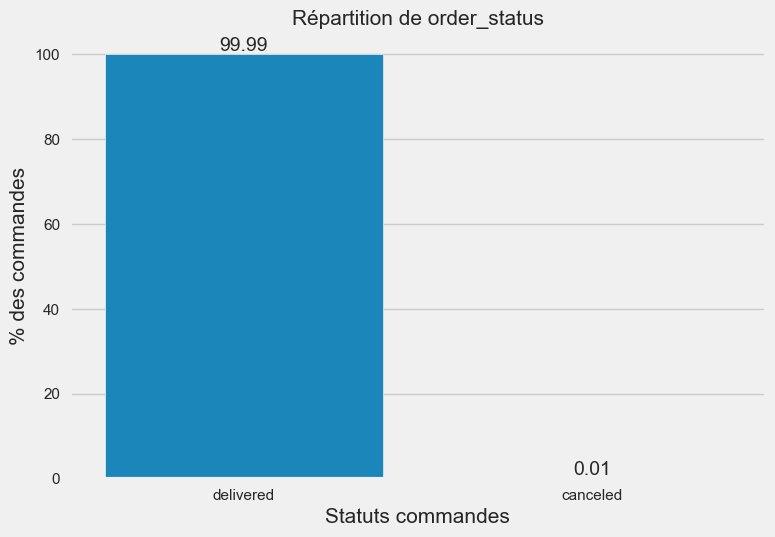 Répartition de order_status
99.99
100
80
60
40
20
0
% des commandes
0.01
delivered
canceled
Statuts commandes